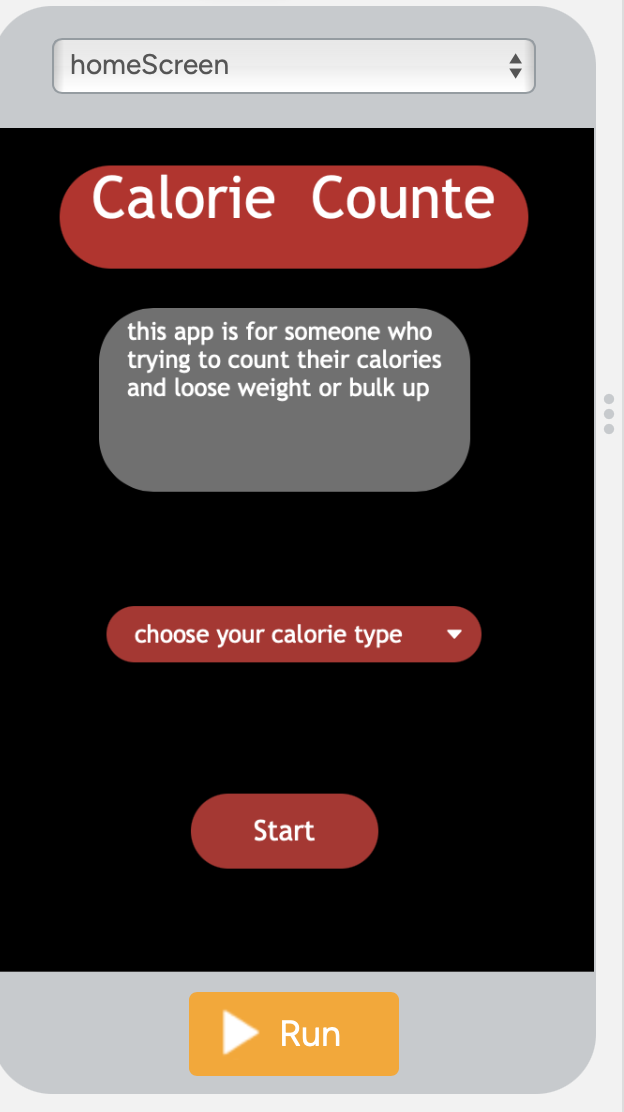 homeScreen
Calorie Counte
this app is for someone who
trying to count their calories
and loose weight or bulk up
choose your calorie type
Start
Run